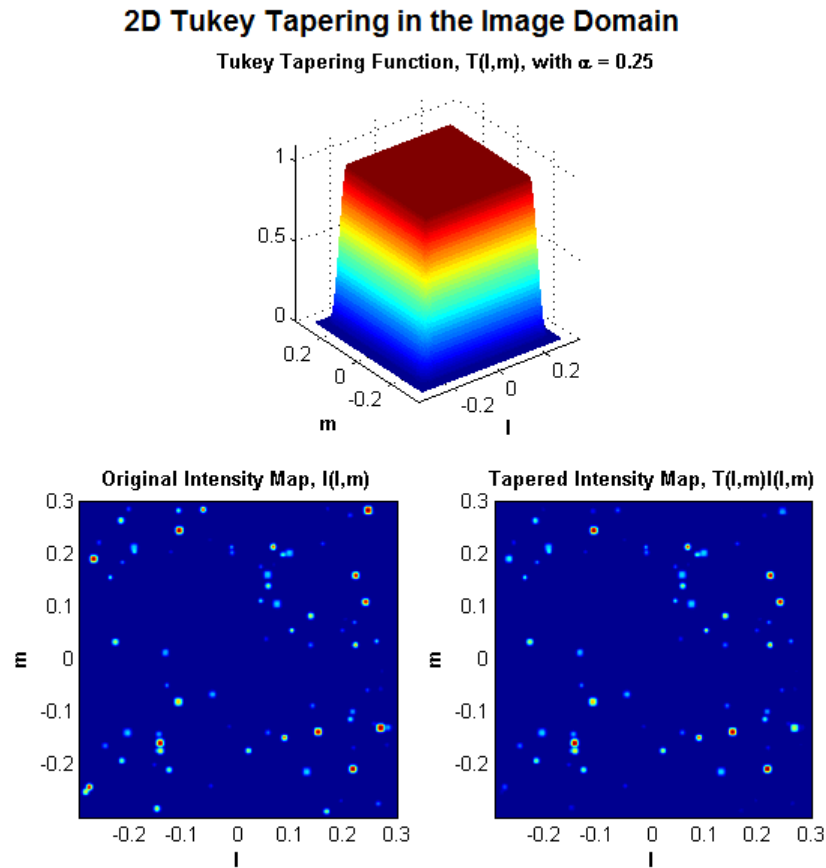 2D Tukey Tapering in the Image Domain
Tukey Tapering Function, T(l,m), with α = 0.25
1
0.5
0
0.2
0
-0.2
m
-0.2
0
0.2
l
Original Intensity Map, I(l,m)
0.3
0.2
0.1
0
-0.1
-0.2
m
-0.2 -0.1 0 0.1 0.2 0.3
l
Tapered Intensity Map, T(l,m)I(l,m)
0.3
0.2
0.1
0
-0.1
-0.2
m
-0.2 -0.1 0 0.1 0.2 0.3
l